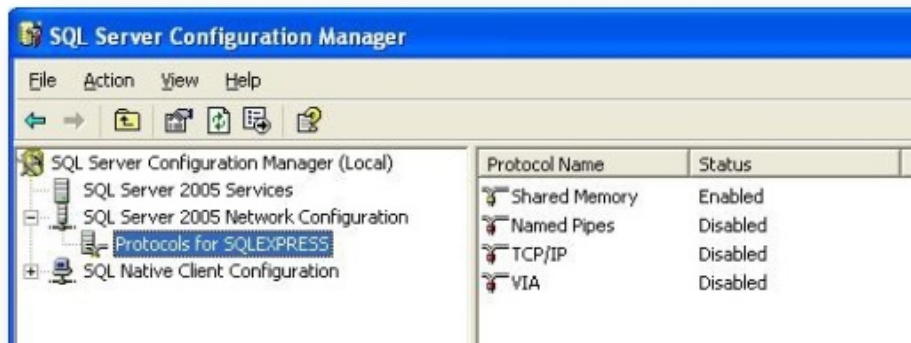 SQL Server Configuration Manager
File Action View Help
SQL Server Configuration Manager (Local)
SQL Server 2005 Services
SQL Server 2005 Network Configuration
Protocols for SQLEXPRESS
SQL Native Client Configuration
Protocol Name Status
Shared Memory Enabled
Named Pipes Disabled
TCP/IP Disabled
VIA Disabled